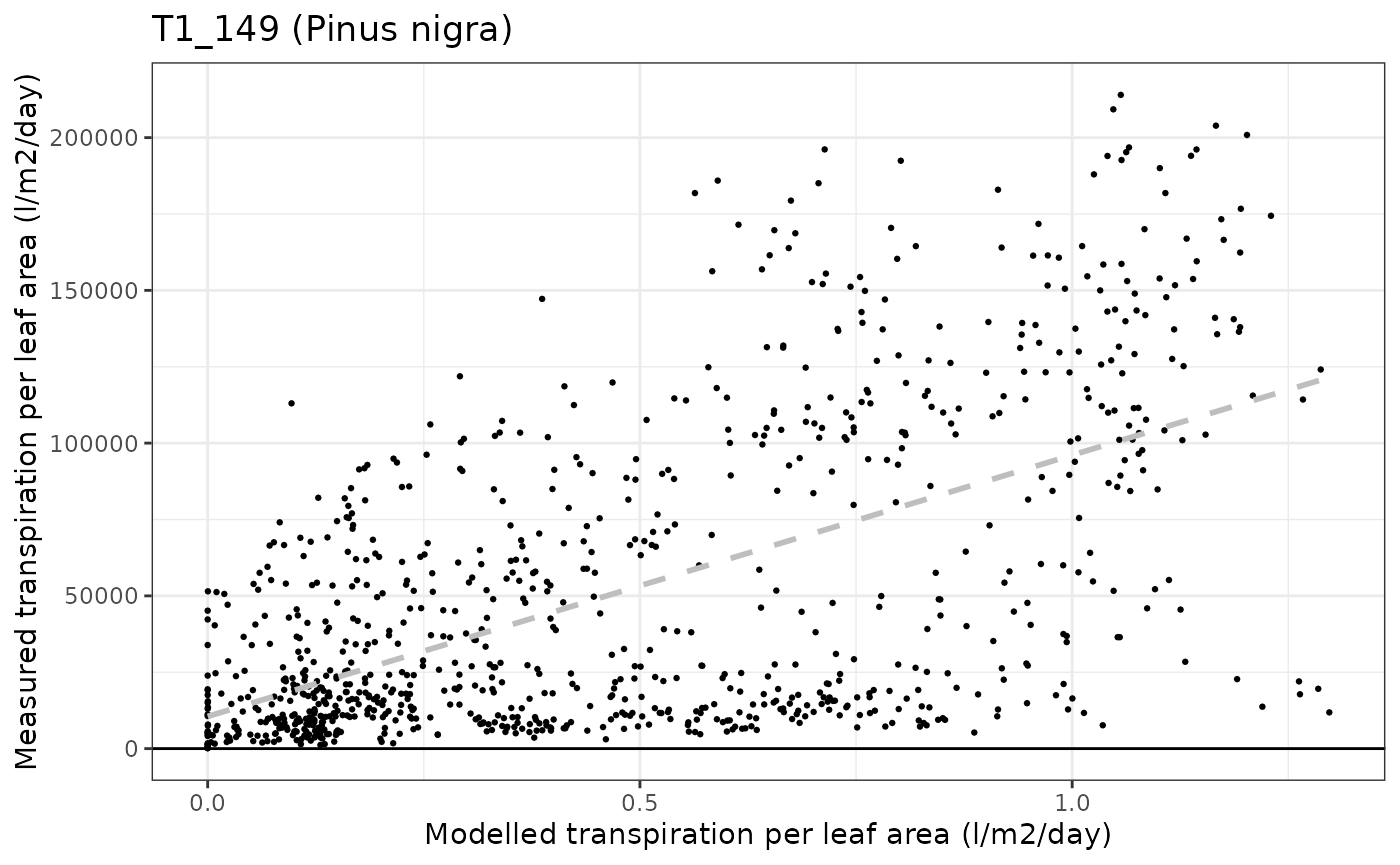 T1_149 (Pinus nigra)
Measured transpiration per leaf area (l/m2/day)
200000
150000
100000
50000
0
0.0
0.5
1.0
Modelled transpiration per leaf area (l/m2/day)